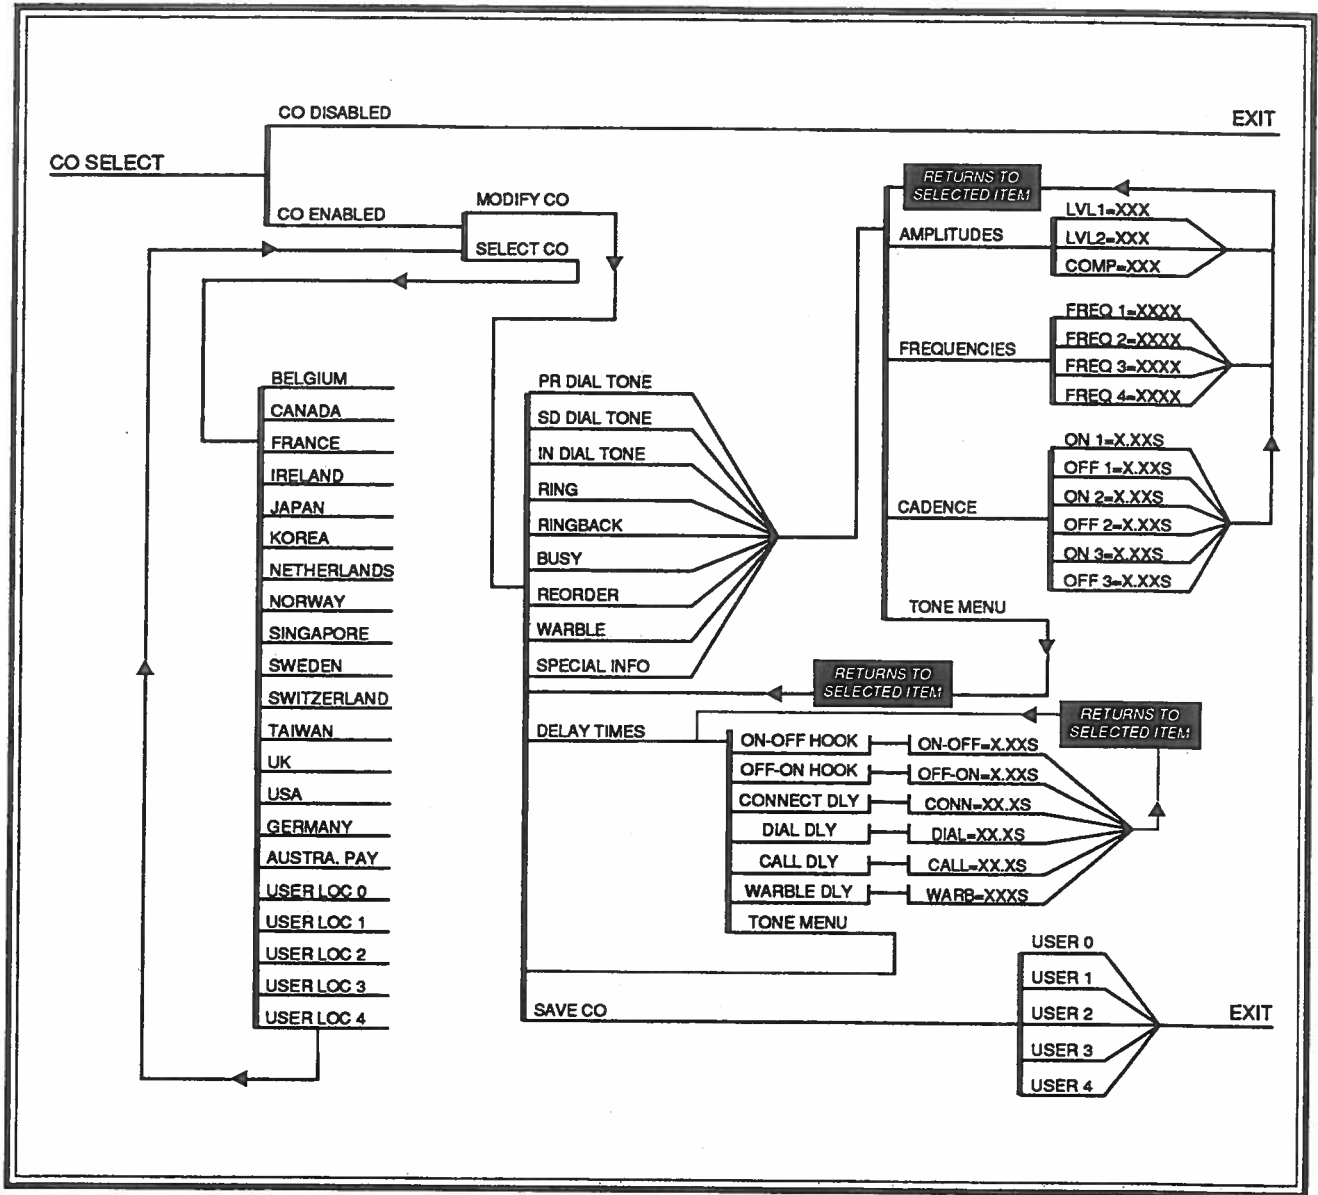 CO SELECT
CO DISABLED
EXIT
CO ENABLED
MODIFY CO
SELECT CO
BELGIUM
CANADA
FRANCE
IRELAND
JAPAN
KOREA
NETHERLANDS
NORWAY
SINGAPORE
SWEDEN
SWITZERLAND
TAIWAN
UK
USA
GERMANY
AUSTRA. PAY
USER LOC 0
USER LOC 1
USER LOC 2
USER LOC 3
USER LOC 4
PR DIAL TONE
SD DIAL TONE
IN DIAL TONE
RING
RINGBACK
BUSY
REORDER
WARBLE
SPECIAL INFO
RETURNS TO
SELECTED ITEM
AMPLITUDES
LVL1=XXX
LVL2=XXX
COMP=XXX
FREQUENCIES
FREQ 1=XXXX
FREQ 2=XXXX
FREQ 3=XXXX
FREQ 4=XXXX
CADENCE
ON 1=X.XXS
OFF 1=X.XXS
ON 2=X.XXS
OFF 2=X.XXS
ON 3=X.XXS
OFF 3=X.XXS
TONE MENU
RETURNS TO
SELECTED ITEM
DELAY TIMES
RETURNS TO
SELECTED ITEM
ON-OFF HOOK
ON-OFF=X.XXS
OFF-ON HOOK
OFF-ON=X.XXS
CONNECT DLY
CONN=XX.XS
DIAL DLY
DIAL=XX.XS
CALL DLY
CALL=XX.XS
WARBLE DLY
WARB=XXXS
TONE MENU
SAVE CO
USER 0
USER 1
USER 2
USER 3
USER 4
EXIT